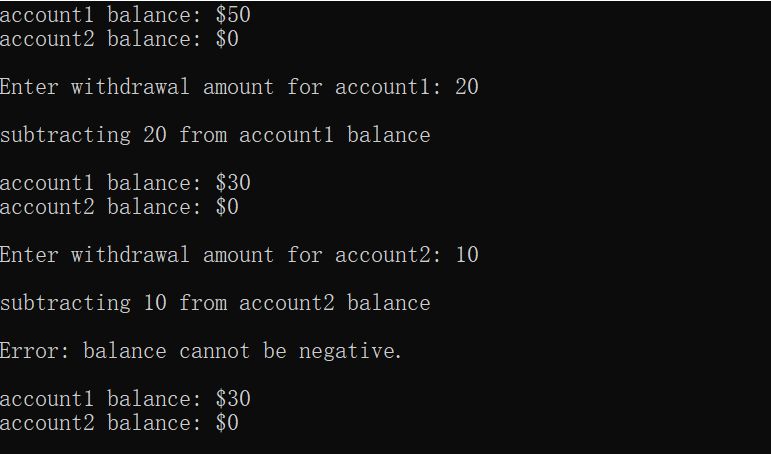 account1 balance: $50
account2 balance: $0
Enter withdrawal amount for account1: 20
subtracting 20 from account1 balance
account1 balance: $30
account2 balance: $0
Enter withdrawal amount for account2: 10
subtracting 10 from account2 balance
Error: balance cannot be negative.
account1 balance: $30
account2 balance: $0